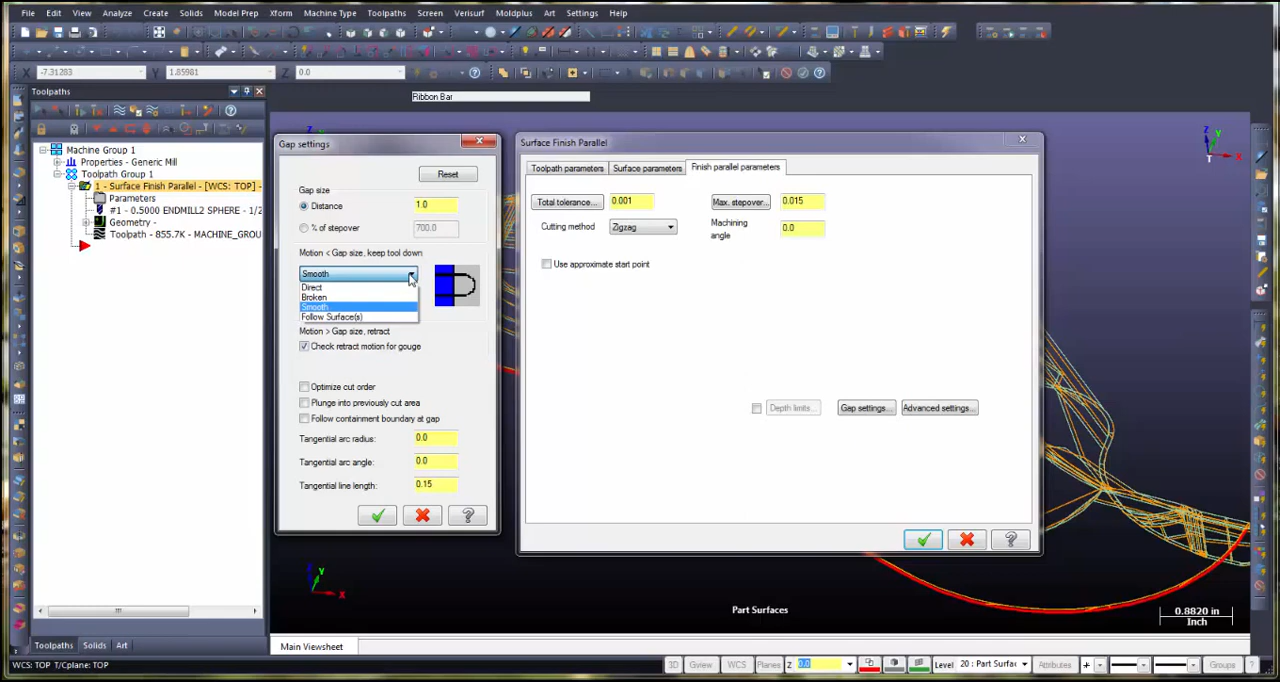 File Edit View Analyze Create Solids Model Prep Xform Machine Type Toolpaths Screen Verisurf Moldplus Art Settings Help
X -7.31283 Y 1.85981 Z 0.0
Toolpaths
Ribbon Bar
Machine Group 1
Properties - Generic Mill
Toolpath Group 1
1 - Surface Finish Parallel - [WCS: TOP] -
Parameters
#1 - 0.5000 ENDMILL2 SPHERE - 1/2
Geometry -
Toolpath - 855.7K - MACHINE_GROU
Gap settings
Reset
Gap size
Distance 1.0
% of stepover 700.0
Motion < Gap size, keep tool down
Smooth
Direct
Broken
Smooth
Follow Surface(s)
Motion > Gap size, retract
Check retract motion for gouge
Optimize cut order
Plunge into previously cut area
Follow containment boundary at gap
Tangential arc radius: 0.0
Tangential arc angle: 0.0
Tangential line length: 0.15
Surface Finish Parallel
Toolpath parameters Surface parameters Finish parallel parameters
Total tolerance... 0.001 Max. stepover... 0.015
Cutting method Zigzag Machining angle 0.0
Use approximate start point
Depth limits... Gap settings... Advanced settings...
Z Y X T
Y X
Part Surfaces
0.8820 in
Inch
Toolpaths Solids Art
Main Viewsheet
WCS: TOP T/Cplane: TOP 3D Gview WCS Planes Z 0.0 Level 20 : Part Surfac Attributes Groups ?